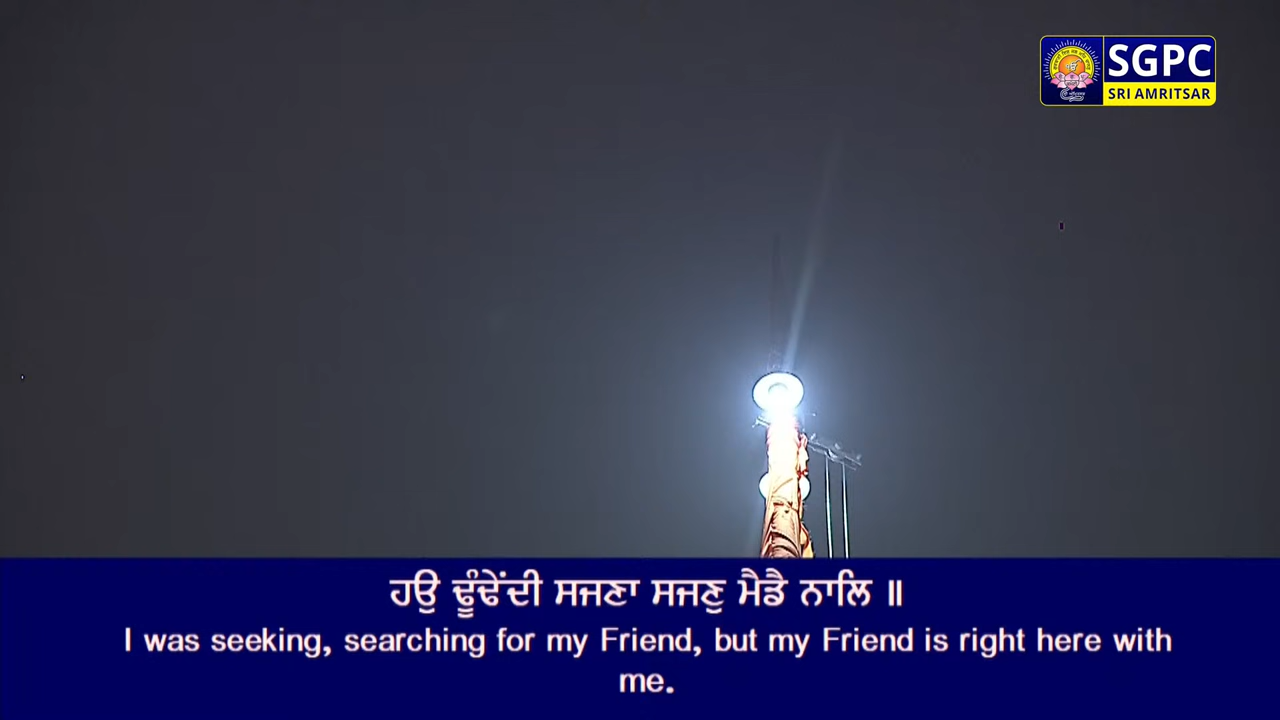 SGPC
SRI AMRITSAR
ਹਉ ਢੂੰਢੇਂਦੀ ਸਜਣਾ ਸਜਣੁ ਮੈਡੈ ਨਾਲਿ ॥
I was seeking, searching for my Friend, but my Friend is right here with
me.